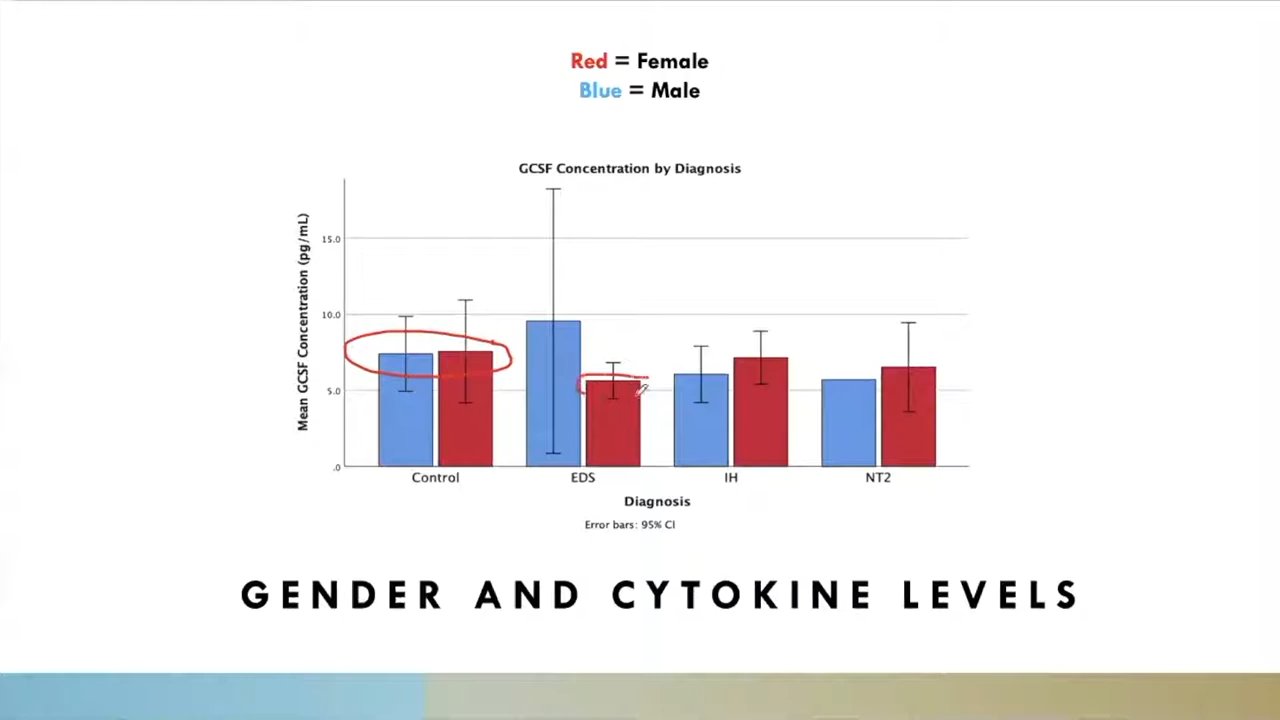 Red = Female
Blue = Male
GCSF Concentration by Diagnosis
Mean GCSF Concentration (pg/mL)
15.0
10.0
5.0
.0
Control EDS IH NT2
Diagnosis
Error bars: 95% CI
GENDER AND CYTOKINE LEVELS